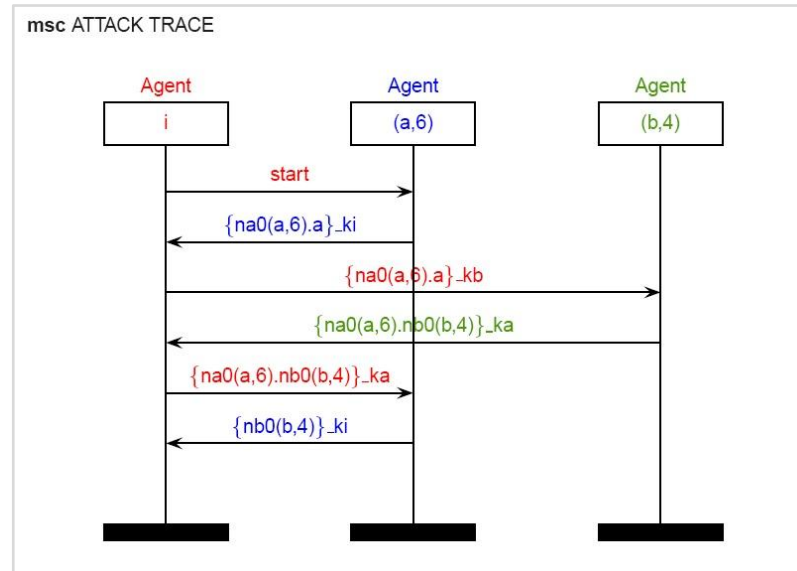 msc ATTACK TRACE
Agent Agent Agent
i (a,6) (b,4)
start
{na0(a,6).a}_ki
{na0(a,6).a}_kb
{na0(a,6).nb0(b,4)}_ka
{na0(a,6).nb0(b,4)}_ka
{nb0(b,4)}_ki